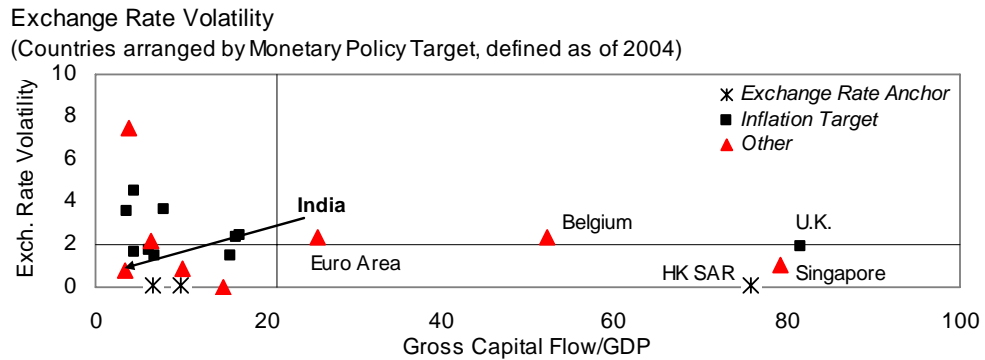 Exchange Rate Volatility
(Countries arranged by Monetary Policy Target, defined as of 2004)
Exch. Rate Volatility
10
8
6
4
2
0
Exchange Rate Anchor
Inflation Target
Other
India
Belgium
U.K.
Euro Area
HK SAR
Singapore
0
20
40
60
80
100
Gross Capital Flow/GDP